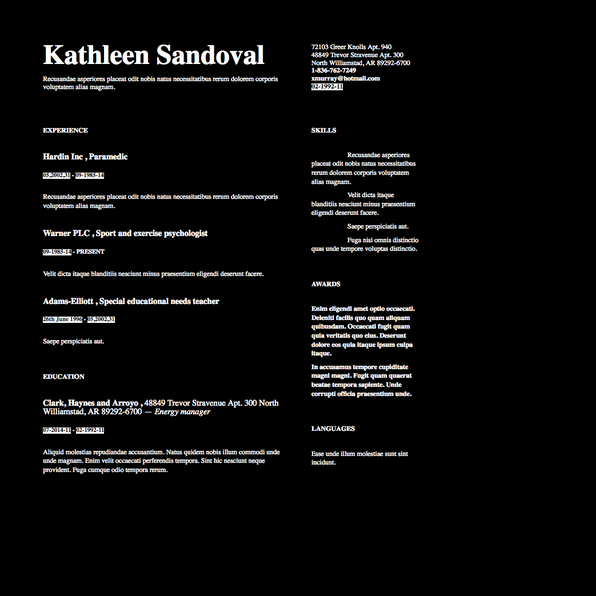 Kathleen Sandoval
Recusandae asperiores placeat odit nobis natus necessitatibus rerum dolorem corporis
voluptatem alias magnam.
72103 Greer Knolls Apt. 940
48849 Trevor Stravenue Apt. 300
North Williamstad, AR 89292-6700
1-836-762-7249
xmurray@hotmail.com
02-1992-11
EXPERIENCE
Hardin Inc , Paramedic
05,2002,31 - 09-1985-14
Recusandae asperiores placeat odit nobis natus necessitatibus rerum dolorem corporis
voluptatem alias magnam.
Warner PLC , Sport and exercise psychologist
09-1985-14 - PRESENT
Velit dicta itaque blanditiis nesciunt minus praesentium eligendi deserunt facere.
Adams-Elliott , Special educational needs teacher
26th June 1996 - 05,2002,31
Saepe perspiciatis aut.
EDUCATION
Clark, Haynes and Arroyo , 48849 Trevor Stravenue Apt. 300 North
Williamstad, AR 89292-6700 — Energy manager
07-2014-11 - 02-1992-11
Aliquid molestias repudiandae accusantium. Natus quidem nobis illum commodi unde
unde magnam. Enim velit occaecati perferendis tempora. Sint hic nesciunt neque
provident. Fuga cumque odio tempora rerum.
SKILLS
Recusandae asperiores
placeat odit nobis natus necessitatibus
rerum dolorem corporis voluptatem
alias magnam.
Velit dicta itaque
blanditiis nesciunt minus praesentium
eligendi deserunt facere.
Saepe perspiciatis aut.
Fuga nisi omnis distinctio
quas unde tempore voluptas distinctio.
AWARDS
Enim eligendi amet optio occaecati.
Deleniti facilis quo quam aliquam
quibusdam. Occaecati fugit quam
quia veritatis quo eius. Deserunt
dolore eos quia itaque ipsum culpa
itaque.
In accusamus tempore cupiditate
magni magni. Fugit quam quaerat
beatae tempora sapiente. Unde
corrupti officia praesentium unde.
LANGUAGES
Esse unde illum molestiae sunt sint
incidunt.